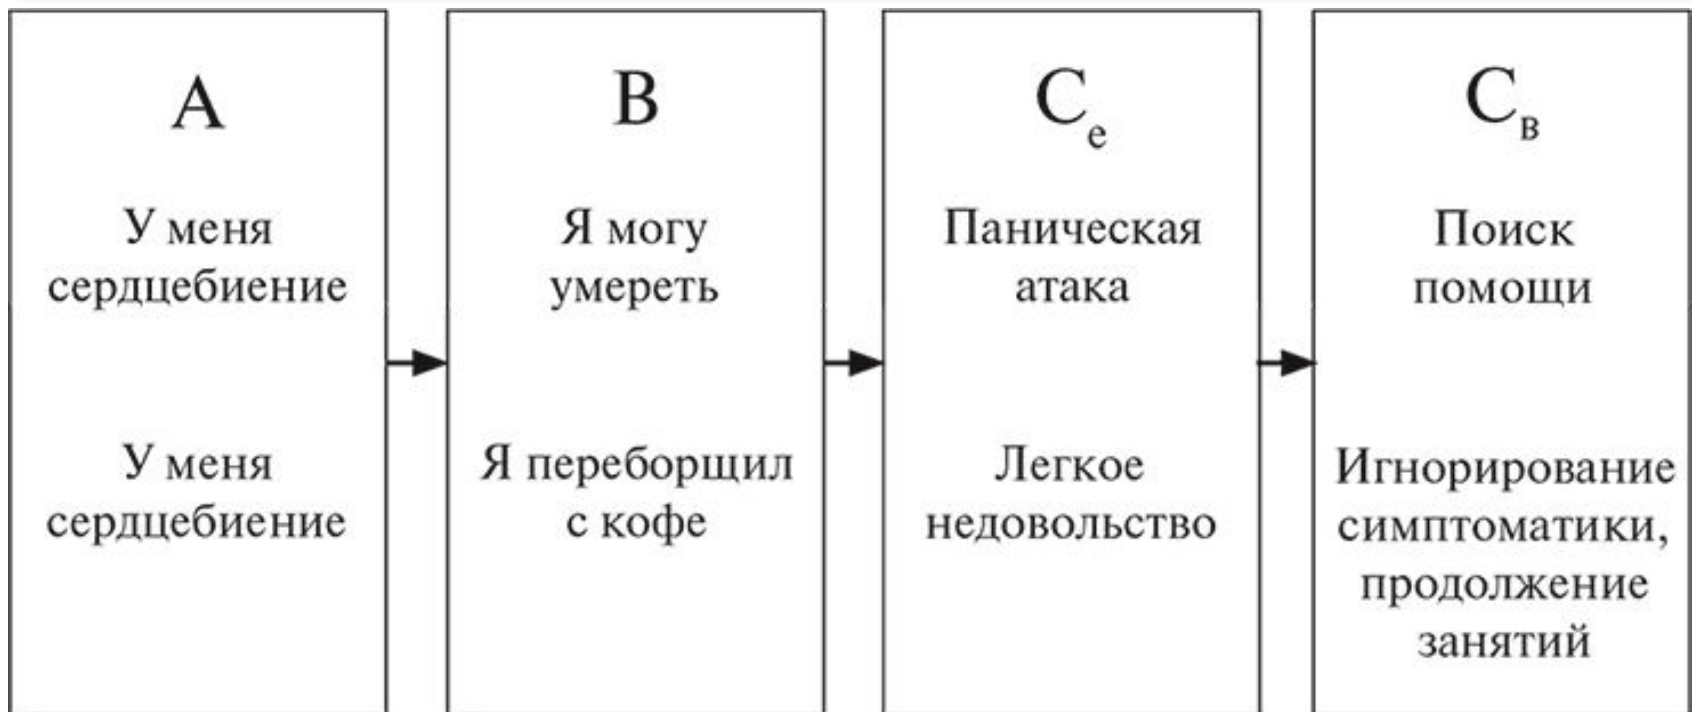 A
У меня
сердцебиение
У меня
сердцебиение
B
Я могу
умереть
Я переборщил
с кофе
Cе
Паническая
атака
Легкое
недовольство
Cв
Поиск
помощи
Игнорирование
симптоматики,
продолжение
занятий